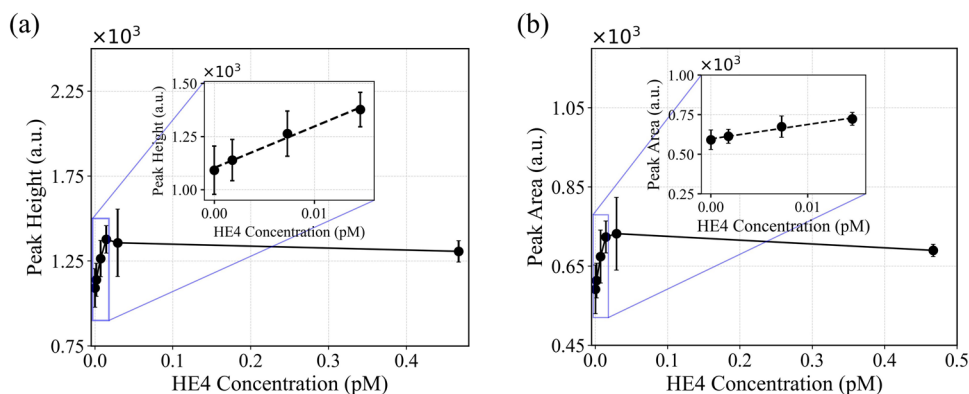 (a)
×10³
2.25
1.75
1.25
0.75
Peak Height (a.u.)
0.0 0.1 0.2 0.3 0.4
HE4 Concentration (pM)
×10³
1.50
1.25
1.00
Peak Height (a.u.)
0.00 0.01
HE4 Concentration (pM)
(b)
×10³
1.05
0.85
0.65
0.45
Peak Area (a.u.)
0.0 0.1 0.2 0.3 0.4 0.5
HE4 Concentration (pM)
×10³
1.00
0.75
0.50
0.25
Peak Area (a.u.)
0.00 0.01
HE4 Concentration (pM)